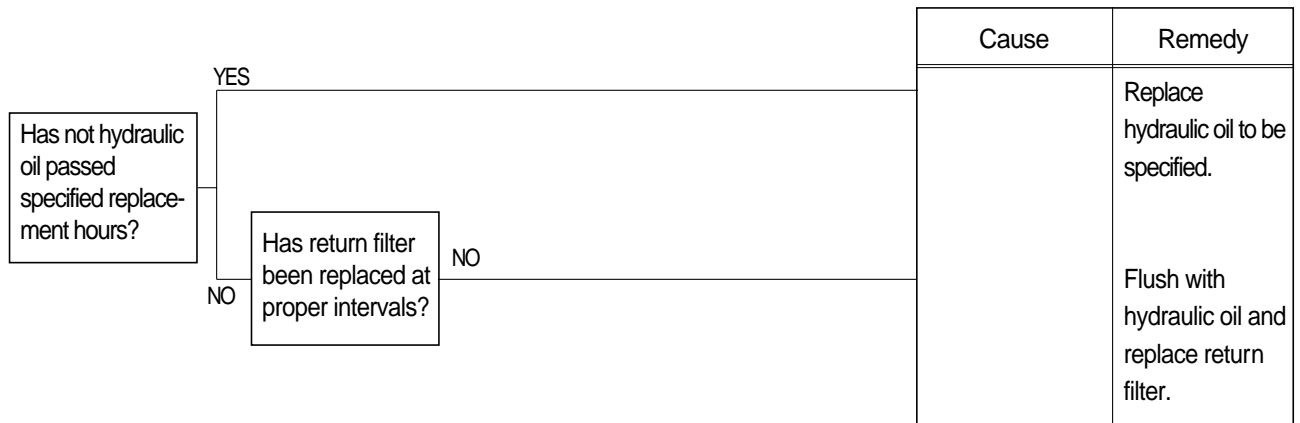 Cause
Remedy
YES
Replace
hydraulic oil to be
specified.
Has not hydraulic
oil passed
specified replace-
ment hours?
Has return filter
been replaced at
proper intervals?
NO
NO
Flush with
hydraulic oil and
replace return
filter.